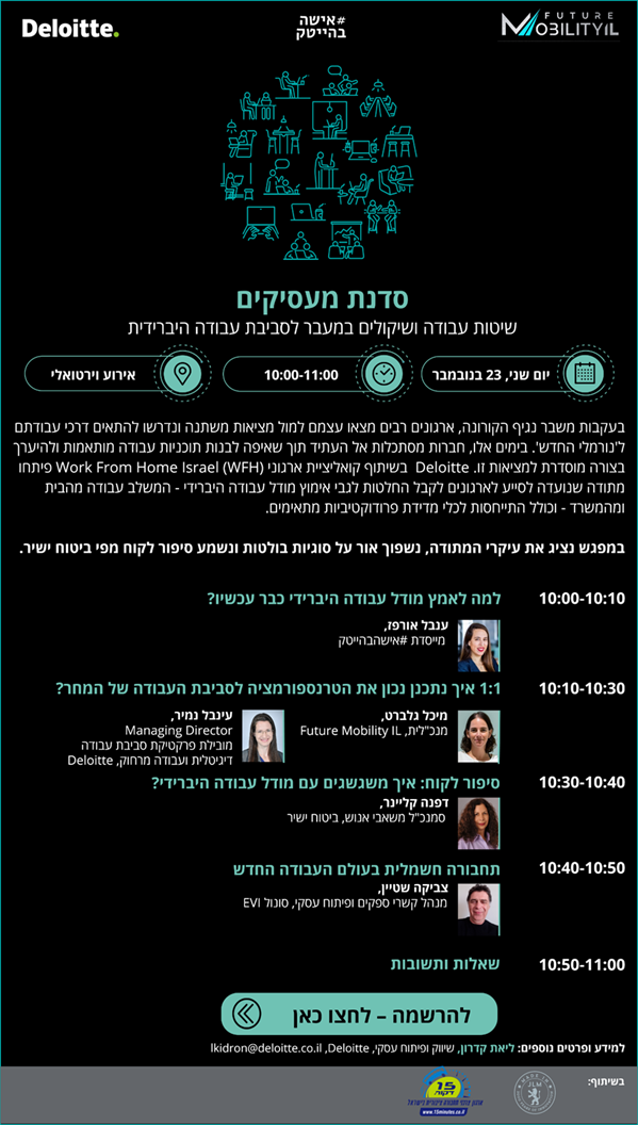 Deloitte.
#אישה
בהייטק
FUTURE
MOBILITYIL
סדנת מעסיקים
שיטות עבודה ושיקולים במעבר לסביבת עבודה היברידית
יום שני, 23 בנובמבר
10:00-11:00
אירוע וירטואלי
בעקבות משבר נגיף הקורונה, ארגונים רבים מצאו עצמם למול מציאות משתנה ונדרשו להתאים דרכי עבודתם
ל'נורמלי החדש'. בימים אלו, חברות מסתכלות אל העתיד תוך שאיפה לבנות תוכניות עבודה מותאמות ולהיערך
בצורה מוסדרת למציאות זו. Deloitte בשיתוף קואליציית ארגוני Work From Home Israel (WFH) פיתחו
מתודה שנועדה לסייע לארגונים לקבל החלטות לגבי אימוץ מודל עבודה היברידי - המשלב עבודה מהבית
ומהמשרד - וכולל התייחסות לכלי מדידת פרודוקטיביות מתאימים.
במפגש נציג את עיקרי המתודה, נשפוך אור על סוגיות בולטות ונשמע סיפור לקוח מפי ביטוח ישיר.
10:00-10:10 למה לאמץ מודל עבודה היברידי כבר עכשיו?
ענבל אורפז,
מייסדת #אישהבהייטק
10:10-10:30 1:1 איך נתכנן נכון את הטרנספורמציה לסביבת העבודה של המחר?
מיכל גלברט,
מנכ"לית, Future Mobility IL
עינבל נמיר,
Managing Director
מובילת פרקטיקת סביבת עבודה
דיגיטלית ועבודה מרחוק, Deloitte
10:30-10:40 סיפור לקוח: איך משגשגים עם מודל עבודה היברידי?
דפנה קליינר,
סמנכ"ל משאבי אנוש, ביטוח ישיר
10:40-10:50 תחבורה חשמלית בעולם העבודה החדש
צביקה שטיין,
מנהל קשרי ספקים ופיתוח עסקי, סונול EVI
10:50-11:00 שאלות ותשובות
להרשמה – לחצו כאן
למידע ופרטים נוספים: ליאת קדרון, שיווק ופיתוח עסקי, Deloitte, lkidron@deloitte.co.il
בשיתוף:
JLM
15
דקות
www.15minutes.co.il